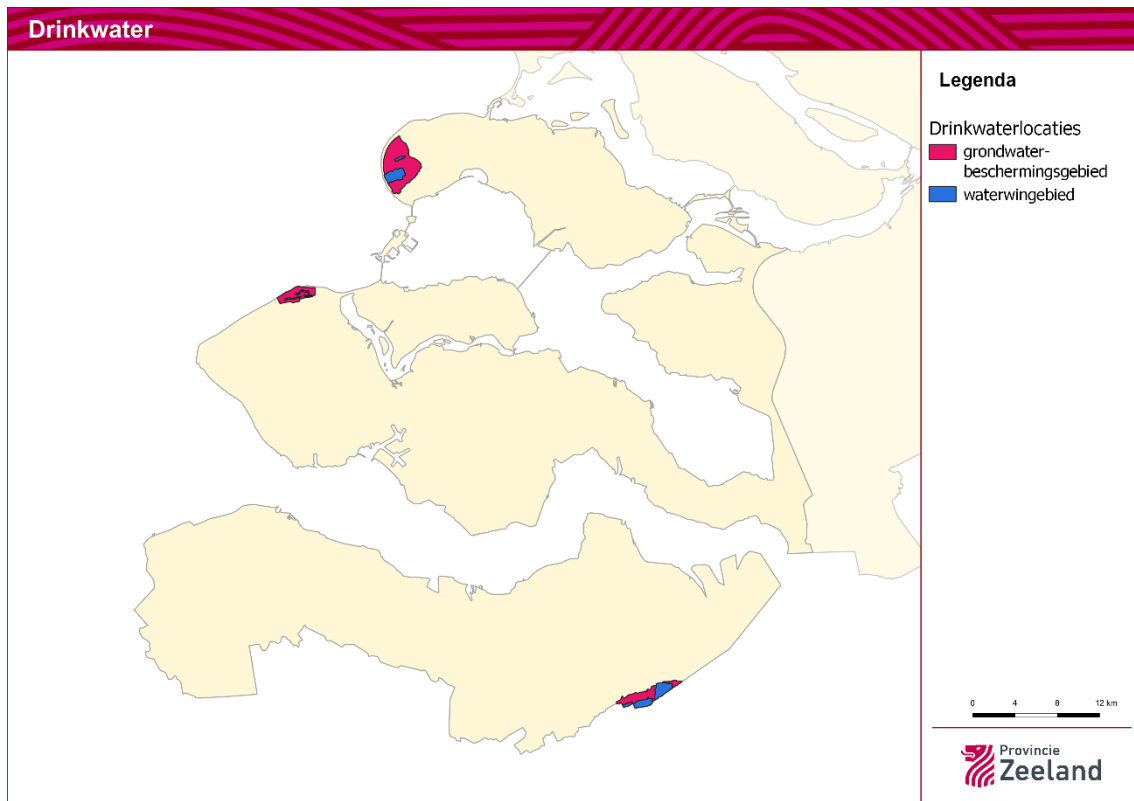 Drinkwater
Legenda
Drinkwaterlocaties
grondwater-
beschermingsgebied
waterwingebied
0 4 8 12 km
Provincie
Zeeland